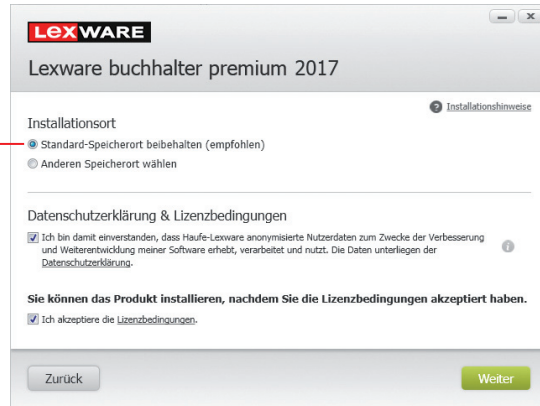 LEXWARE
Lexware buchhalter premium 2017
Installationshinweise
Installationsort
Standard-Speicherort beibehalten (empfohlen)
Anderen Speicherort wählen
Datenschutzerklärung & Lizenzbedingungen
Ich bin damit einverstanden, dass Haufe-Lexware anonymisierte Nutzerdaten zum Zwecke der Verbesserung
und Weiterentwicklung meiner Software erhebt, verarbeitet und nutzt. Die Daten unterliegen der
Datenschutzerklärung.
Sie können das Produkt installieren, nachdem Sie die Lizenzbedingungen akzeptiert haben.
Ich akzeptiere die Lizenzbedingungen.
Zurück
Weiter